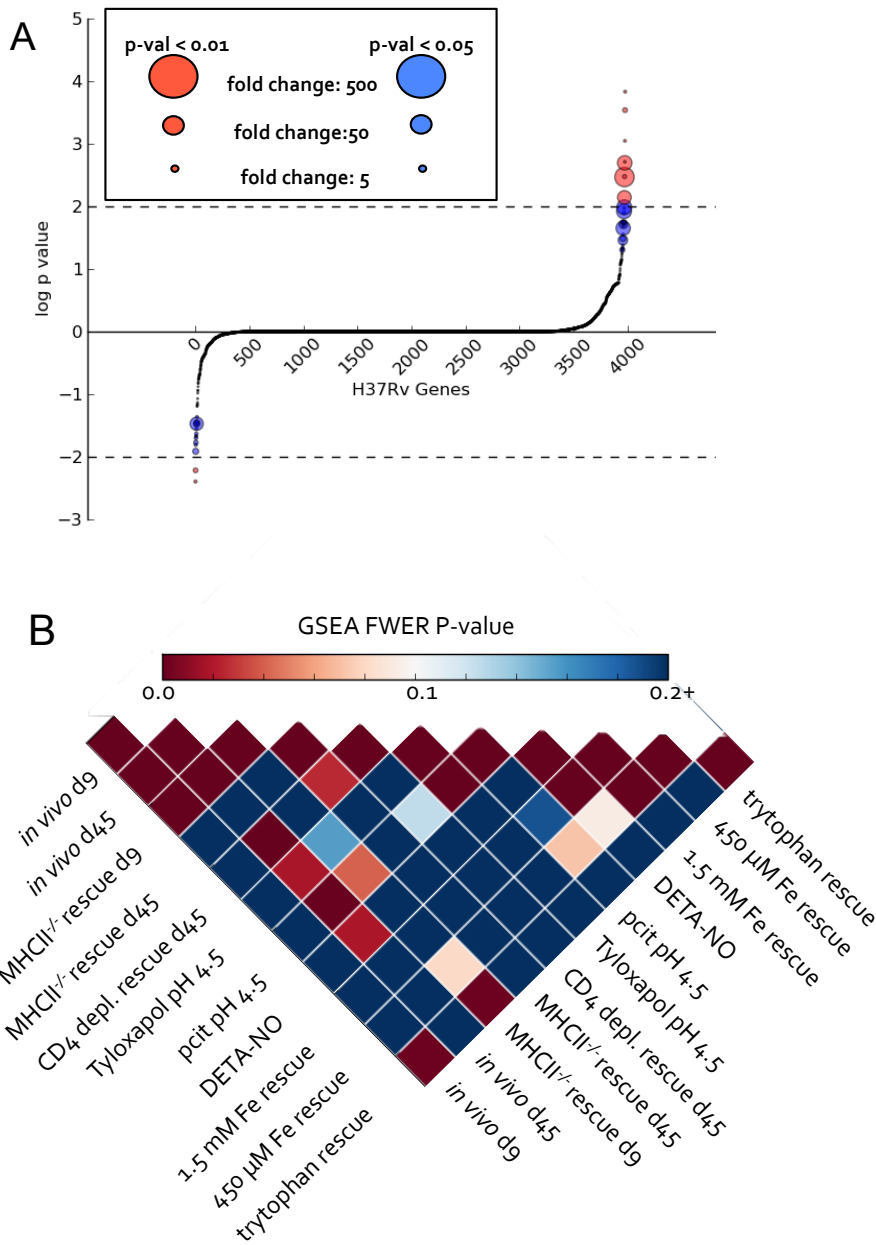 A
p-val < 0.01 p-val < 0.05
fold change: 500
fold change:50
fold change: 5
5
4
3
2
1
0
−1
−2
−3
log p value
0 500 1000 1500 2000 2500 3000 3500 4000
H37Rv Genes
B
GSEA FWER P-value
0.0 0.1 0.2+
in vivo d9
in vivo d45
MHCII-/- rescue d9
MHCII-/- rescue d45
CD4 depl. rescue d45
Tyloxapol pH 4.5
pcit pH 4.5
DETA-NO
1.5 mM Fe rescue
450 µM Fe rescue
trytophan rescue
trytophan rescue
450 µM Fe rescue
1.5 mM Fe rescue
DETA-NO
pcit pH 4.5
Tyloxapol pH 4.5
CD4 depl. rescue d45
MHCII-/- rescue d45
MHCII-/- rescue d9
in vivo d45
in vivo d9